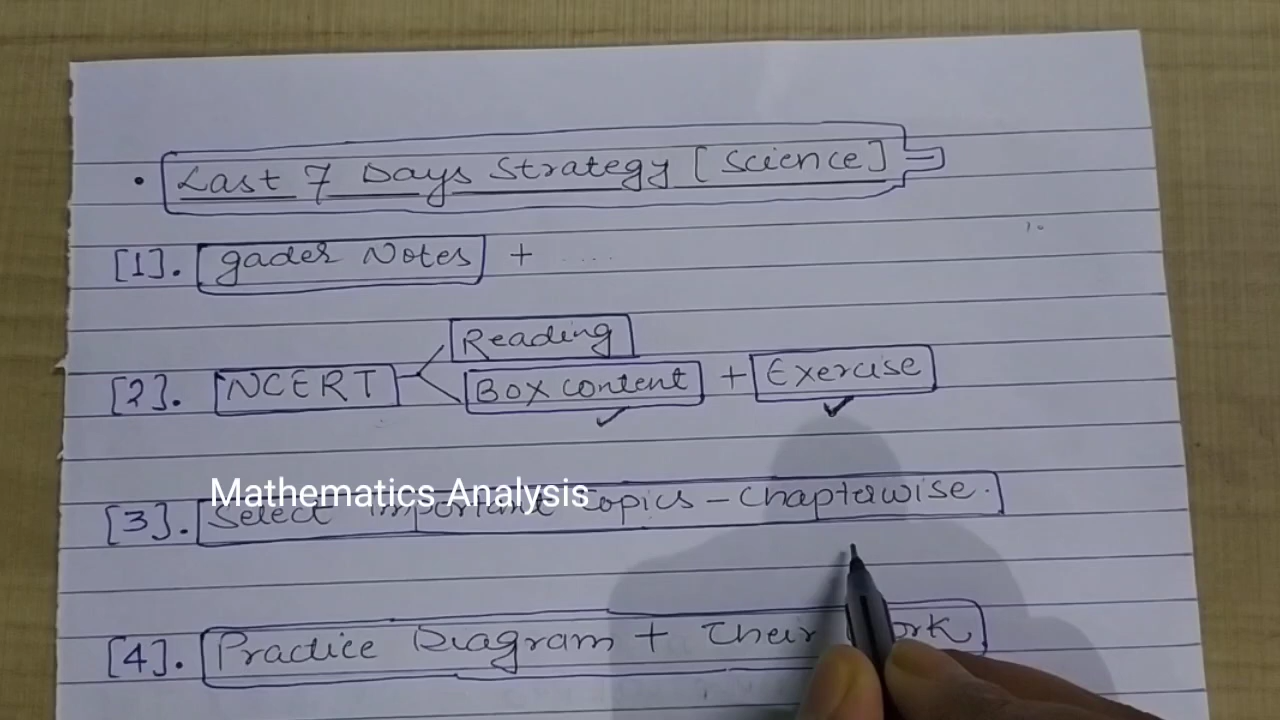 • Last 7 Days Strategy [Science]
[1]. gader Notes +
Reading
[2]. NCERT Box content + Exercise
Mathematics Analysis
[3]. Select Important Topics - Chapterwise.
[4]. Practice Diagram + Their